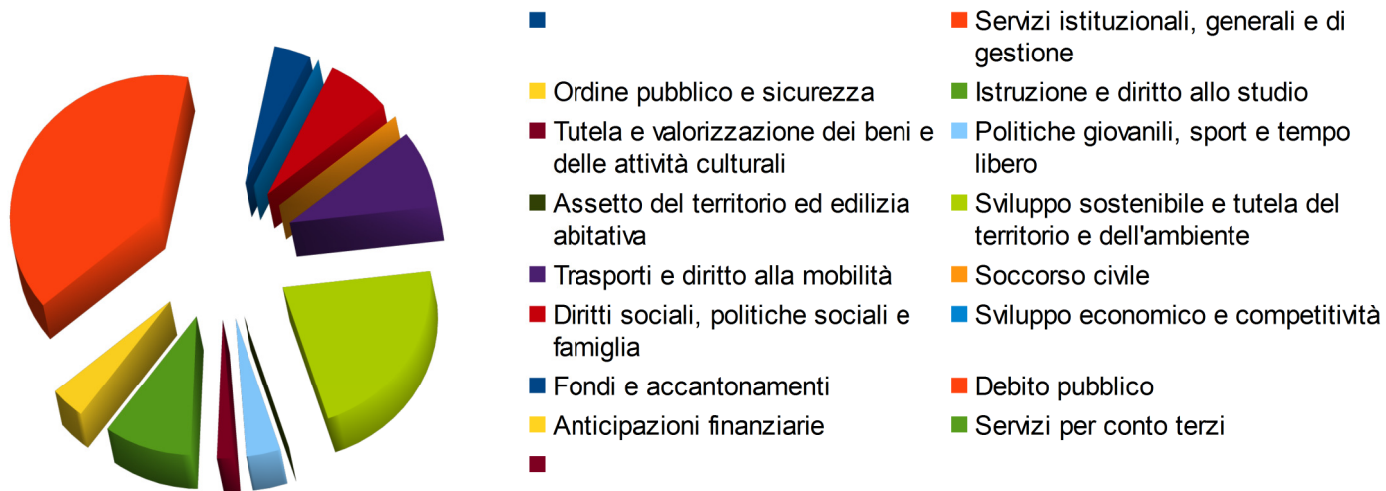 Servizi istituzionali, generali e di
gestione
Ordine pubblico e sicurezza
Istruzione e diritto allo studio
Tutela e valorizzazione dei beni e
delle attività culturali
Politiche giovanili, sport e tempo
libero
Assetto del territorio ed edilizia
abitativa
Sviluppo sostenibile e tutela del
territorio e dell'ambiente
Trasporti e diritto alla mobilità
Soccorso civile
Diritti sociali, politiche sociali e
famiglia
Sviluppo economico e competitività
Fondi e accantonamenti
Debito pubblico
Anticipazioni finanziarie
Servizi per conto terzi